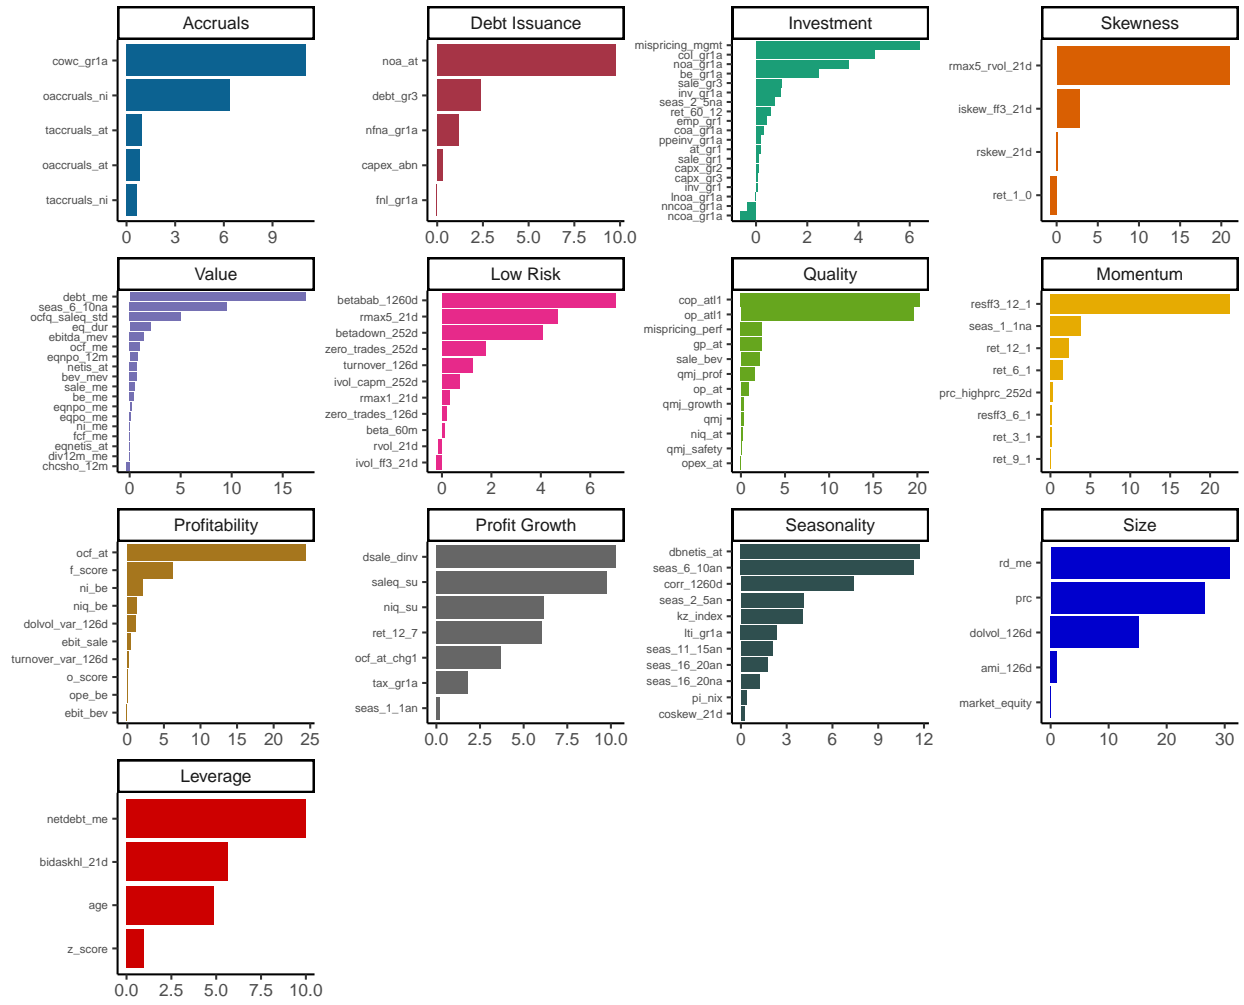 Accruals
cowc_gr1a
oaccruals_ni
taccruals_at
oaccruals_at
taccruals_ni
0 3 6 9
Debt Issuance
noa_at
debt_gr3
nfna_gr1a
capex_abn
fnl_gr1a
0.0 2.5 5.0 7.5 10.0
Investment
mispricing_mgmt
col_gr1a
noa_gr1a
be_gr1a
sale_gr3
inv_gr1a
seas_2_5na
ret_60_12
emp_gr1
coa_gr1a
ppeinv_gr1a
at_gr1
sale_gr1
capx_gr2
capx_gr3
inv_gr1
lnoa_gr1a
nncoa_gr1a
ncoa_gr1a
0 2 4 6
Skewness
rmax5_rvol_21d
iskew_ff3_21d
rskew_21d
ret_1_0
0 5 10 15 20
Value
debt_me
seas_6_10na
ocfq_saleq_std
eq_dur
ebitda_mev
ocf_me
eqnpo_12m
netis_at
bev_mev
sale_me
be_me
eqnpo_me
eqpo_me
ni_me
fcf_me
eqnetis_at
div12m_me
chcsho_12m
0 5 10 15
Low Risk
betabab_1260d
rmax5_21d
betadown_252d
zero_trades_252d
turnover_126d
ivol_capm_252d
rmax1_21d
zero_trades_126d
beta_60m
rvol_21d
ivol_ff3_21d
0 2 4 6
Quality
cop_atl1
op_atl1
mispricing_perf
gp_at
sale_bev
qmj_prof
op_at
qmj_growth
qmj
niq_at
qmj_safety
opex_at
0 5 10 15 20
Momentum
resff3_12_1
seas_1_1na
ret_12_1
ret_6_1
prc_highprc_252d
resff3_6_1
ret_3_1
ret_9_1
0 5 10 15 20
Profitability
ocf_at
f_score
ni_be
niq_be
dolvol_var_126d
ebit_sale
turnover_var_126d
o_score
ope_be
ebit_bev
0 5 10 15 20 25
Profit Growth
dsale_dinv
saleq_su
niq_su
ret_12_7
ocf_at_chg1
tax_gr1a
seas_1_1an
0.0 2.5 5.0 7.5 10.0
Seasonality
dbnetis_at
seas_6_10an
corr_1260d
seas_2_5an
kz_index
lti_gr1a
seas_11_15an
seas_16_20an
seas_16_20na
pi_nix
coskew_21d
0 3 6 9 12
Size
rd_me
prc
dolvol_126d
ami_126d
market_equity
0 10 20 30
Leverage
netdebt_me
bidaskhl_21d
age
z_score
0.0 2.5 5.0 7.5 10.0